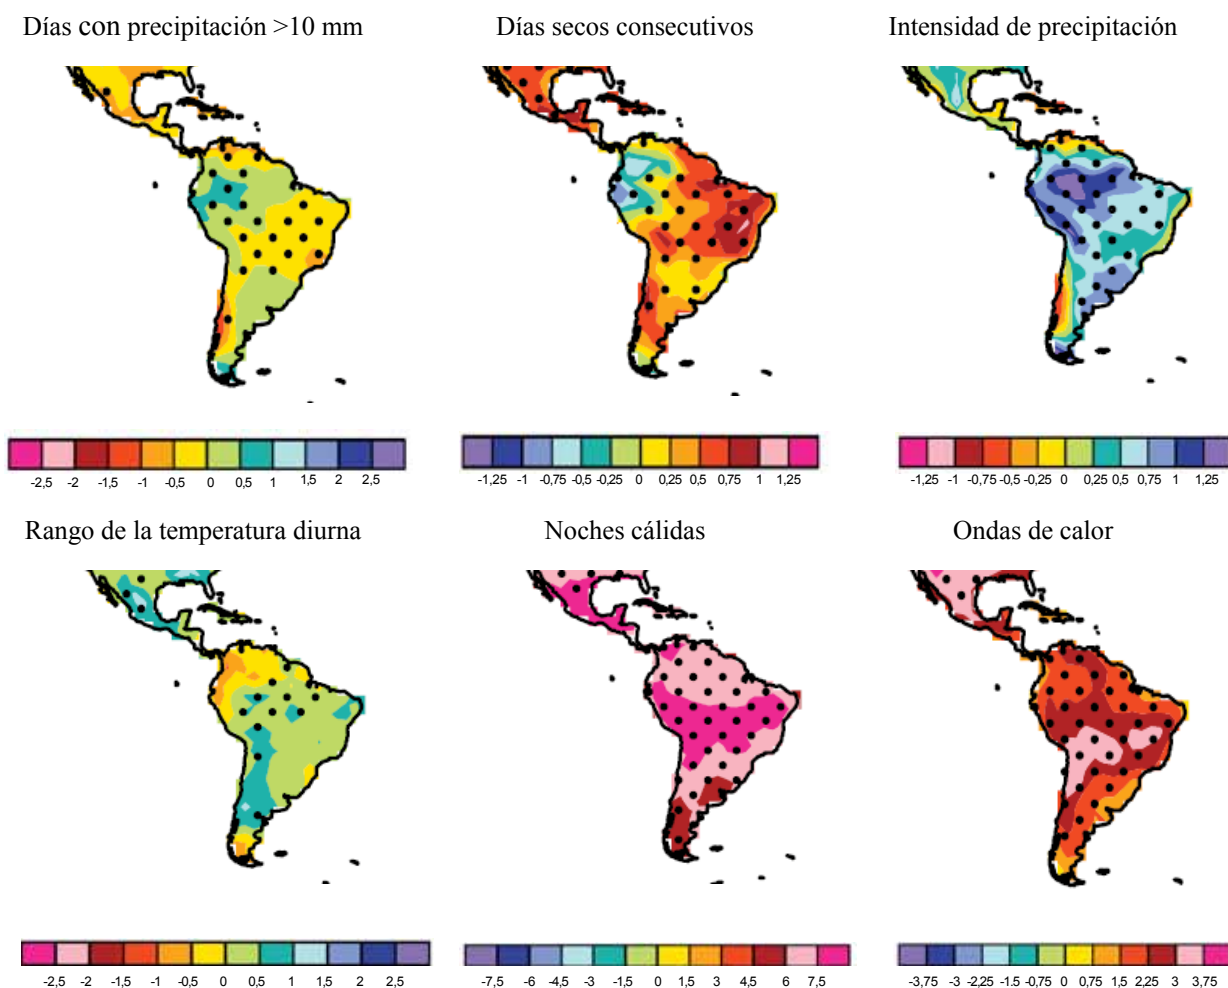 Días con precipitación >10 mm
Días secos consecutivos
Intensidad de precipitación
-2,5 -2 -1,5 -1 -0,5 0 0,5 1 1,5 2 2,5
-1,25 -1 -0,75 -0,5 -0,25 0 0,25 0,5 0,75 1 1,25
-1,25 -1 -0,75 -0,5 -0,25 0 0,25 0,5 0,75 1 1,25
Rango de la temperatura diurna
Noches cálidas
Ondas de calor
-2,5 -2 -1,5 -1 -0,5 0 0,5 1 1,5 2 2,5
-7,5 -6 -4,5 -3 -1,5 0 1,5 3 4,5 6 7,5
-3,75 -3 -2,25 -1,5 -0,75 0 0,75 1,5 2,25 3 3,75